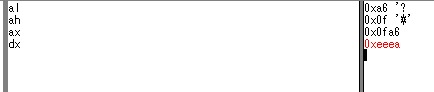 al 0xa6 '?
ah 0x0f '#'
ax 0x0fa6
dx 0xeeea